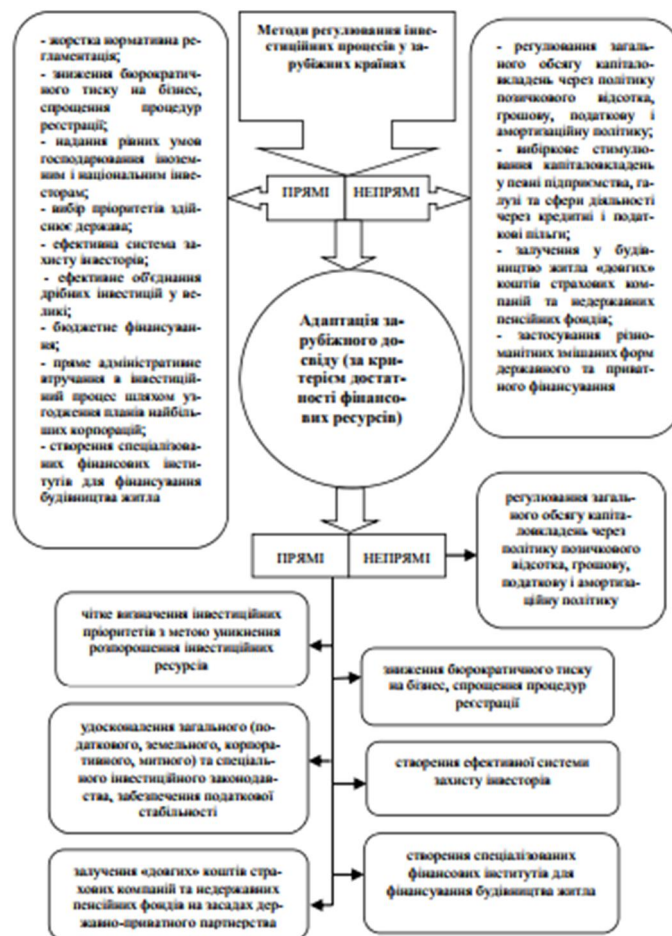 Методи регулювання інве-
стиційних процесів у за-
рубіжних країнах
- жорстка нормативна ре-
гламентація;
- зниження бюрократич-
ного тиску на бізнес,
спрощення процедур
реєстрації;
- надання рівних умов
господарювання інозем-
ним і національним інве-
сторам;
- вибір пріоритетів здій-
снює держава;
- ефективна система за-
хисту інвесторів;
- ефективне об'єднання
дрібних інвестицій у ве-
ликі;
- бюджетне фінансуван-
ня;
- пряме адміністративне
втручання в інвестицій-
ний процес шляхом уз-
годження планів найбіль-
ших корпорацій;
- створення спеціалізова-
них фінансових інсти-
тутів для фінансування
будівництва житла
ПРЯМІ
НЕПРЯМІ
- регулювання загаль-
ного обсягу капітало-
вкладень через політику
позичкового відсотка,
грошову, податкову і
амортизаційну політику;
- вибіркове стимулю-
вання капіталовкладень
у певні підприємства, га-
лузі та сфери діяльності
через кредитні і подат-
кові пільги;
- залучення у будів-
ництво житла «довгих»
коштів страхових ком-
паній та недержавних
пенсійних фондів;
- застосування різно-
манітних змішаних форм
державного та приват-
ного фінансування
Адаптація за-
рубіжного до-
свіду (за кри-
терієм достат-
ності фінансо-
вих ресурсів)
ПРЯМІ
НЕПРЯМІ
регулювання загаль-
ного обсягу капіта-
ловкладень через
політику позичкового
відсотка, грошову,
податкову і амортиза-
ційну політику
чітке визначення інвестиційних
пріоритетів з метою уникнення
розпорошення інвестиційних
ресурсів
зниження бюрократичного тиску
на бізнес, спрощення процедур
реєстрації
удосконалення загального (по-
даткового, земельного, корпора-
тивного, митного) та спеціаль-
ного інвестиційного законодав-
ства, забезпечення податкової
стабільності
створення ефективної системи
захисту інвесторів
залучення «довгих» коштів стра-
хових компаній та недержавних
пенсійних фондів на засадах дер-
жавно-приватного партнерства
створення спеціалізованих
фінансових інститутів для
фінансування будівництва житла